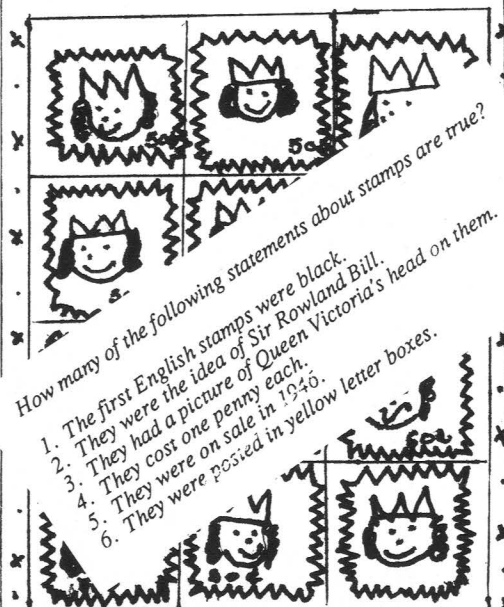 How many of the following statements about stamps are true?
1. The first English stamps were black.
2. They were the idea of Sir Rowland Bill.
3. They had a picture of Queen Victoria's head on them.
4. They cost one penny each.
5. They were on sale in 1946.
6. They were posted in yellow letter boxes.